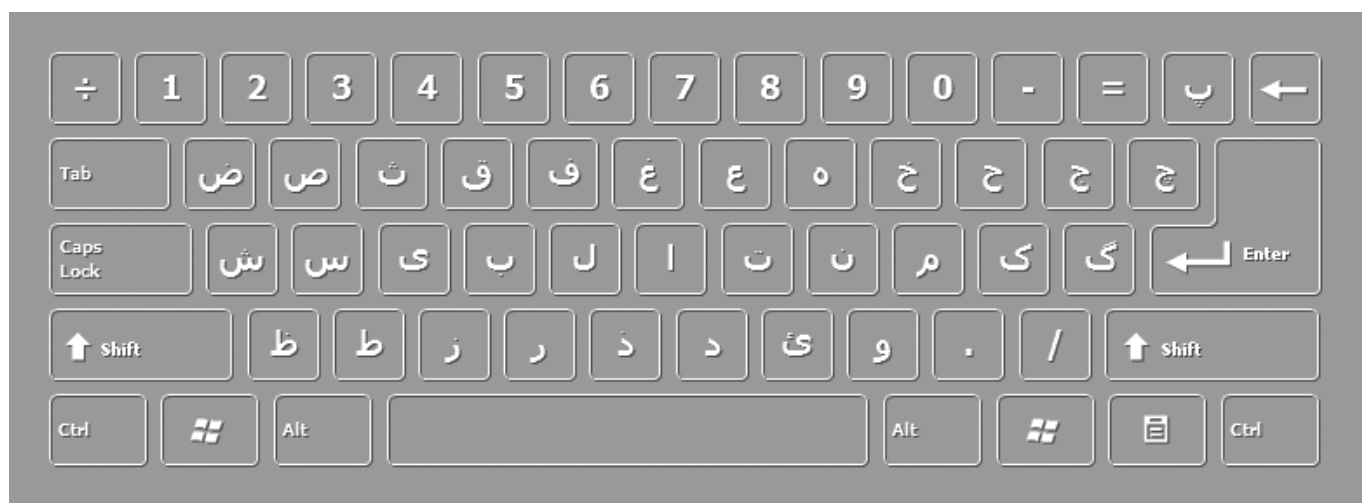 ÷ 1 2 3 4 5 6 7 8 9 0 - = پ
Tab ض ص ث ق ف غ ع ه خ ح ج چ
Caps Lock ش س ی ب ل ا ت ن م ک گ Enter
Shift ظ ط ز ر ذ د ئ و . / Shift
Ctrl Alt Alt Ctrl